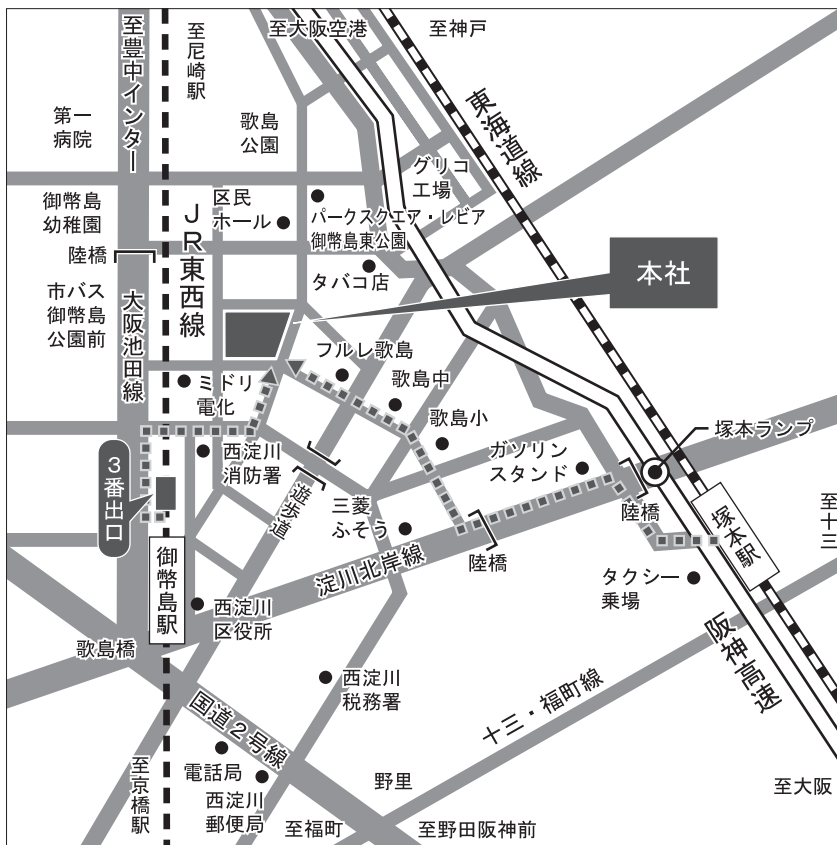 至豊中インター
至尼崎駅
至大阪空港
至神戸
第一
病院
歌島
公園
東海道線
グリコ
工場
御幣島
幼稚園
JR東西線
区民
ホール
パークスクエア・レビア
御幣島東公園
陸橋
タバコ店
本社
市バス
御幣島
公園前
大阪池田線
フルレ歌島
ミドリ
電化
歌島中
歌島小
塚本ランプ
3番出口
西淀川
消防署
ガソリン
スタンド
遊歩道
三菱
ふそう
陸橋
塚本駅
至十三
御幣島駅
淀川北岸線
陸橋
タクシー
乗場
西淀川
区役所
阪神高速
歌島橋
西淀川
税務署
国道2号線
十三・福町線
電話局
至京橋駅
西淀川
郵便局
野里
至大阪
至福町
至野田阪神前